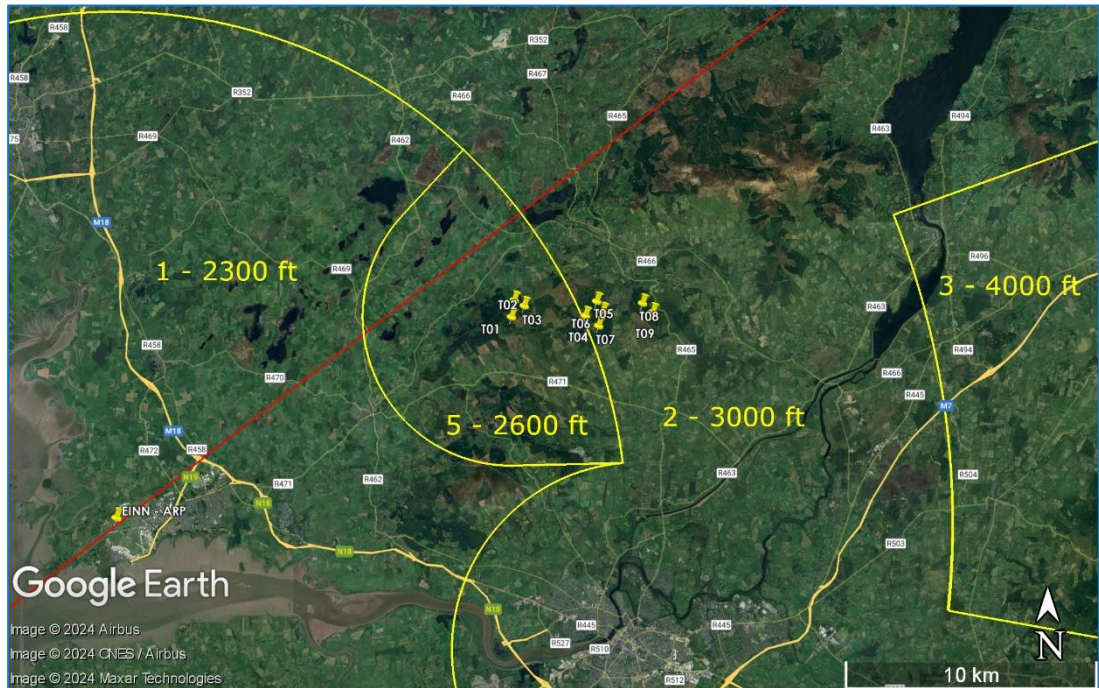 R458
R458
R352
R352
R467
R466
R465
R463
R494
75
R469
R462
M18
R469
1 - 2300 ft
R466
R496
3 - 4000 ft
T02
T03
T01
T05
T06
T04
T07
T08
T09
R463
R458
R465
R494
R466
R445
R470
R471
5 - 2600 ft
2 - 3000 ft
M7
M18
R472
R458
N19
R471
R462
R463
R504
N18
EINN - ARP
N18
R503
Google Earth
N19
R445
R445
R527
R510
R512
N
Image © 2024 Airbus
Image © 2024 CNES / Airbus
Image © 2024 Maxar Technologies
10 km